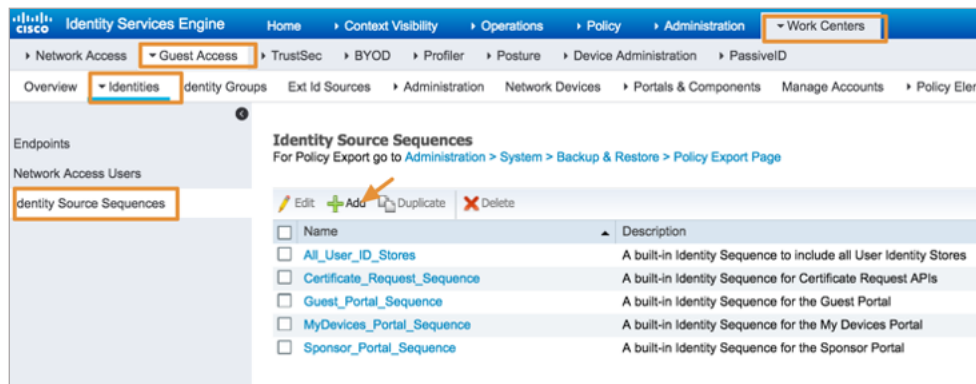 cisco Identity Services Engine Home Context Visibility Operations Policy Administration Work Centers
Network Access Guest Access TrustSec BYOD Profiler Posture Device Administration PassiveID
Overview Identities dentity Groups Ext Id Sources Administration Network Devices Portals & Components Manage Accounts Policy Eler
Endpoints
Network Access Users
dentity Source Sequences
Identity Source Sequences
For Policy Export go to Administration > System > Backup & Restore > Policy Export Page
Edit Add Duplicate Delete
Name Description
All_User_ID_Stores A built-in Identity Sequence to include all User Identity Stores
Certificate_Request_Sequence A built-in Identity Sequence for Certificate Request APIs
Guest_Portal_Sequence A built-in Identity Sequence for the Guest Portal
MyDevices_Portal_Sequence A built-in Identity Sequence for the My Devices Portal
Sponsor_Portal_Sequence A built-in Identity Sequence for the Sponsor Portal